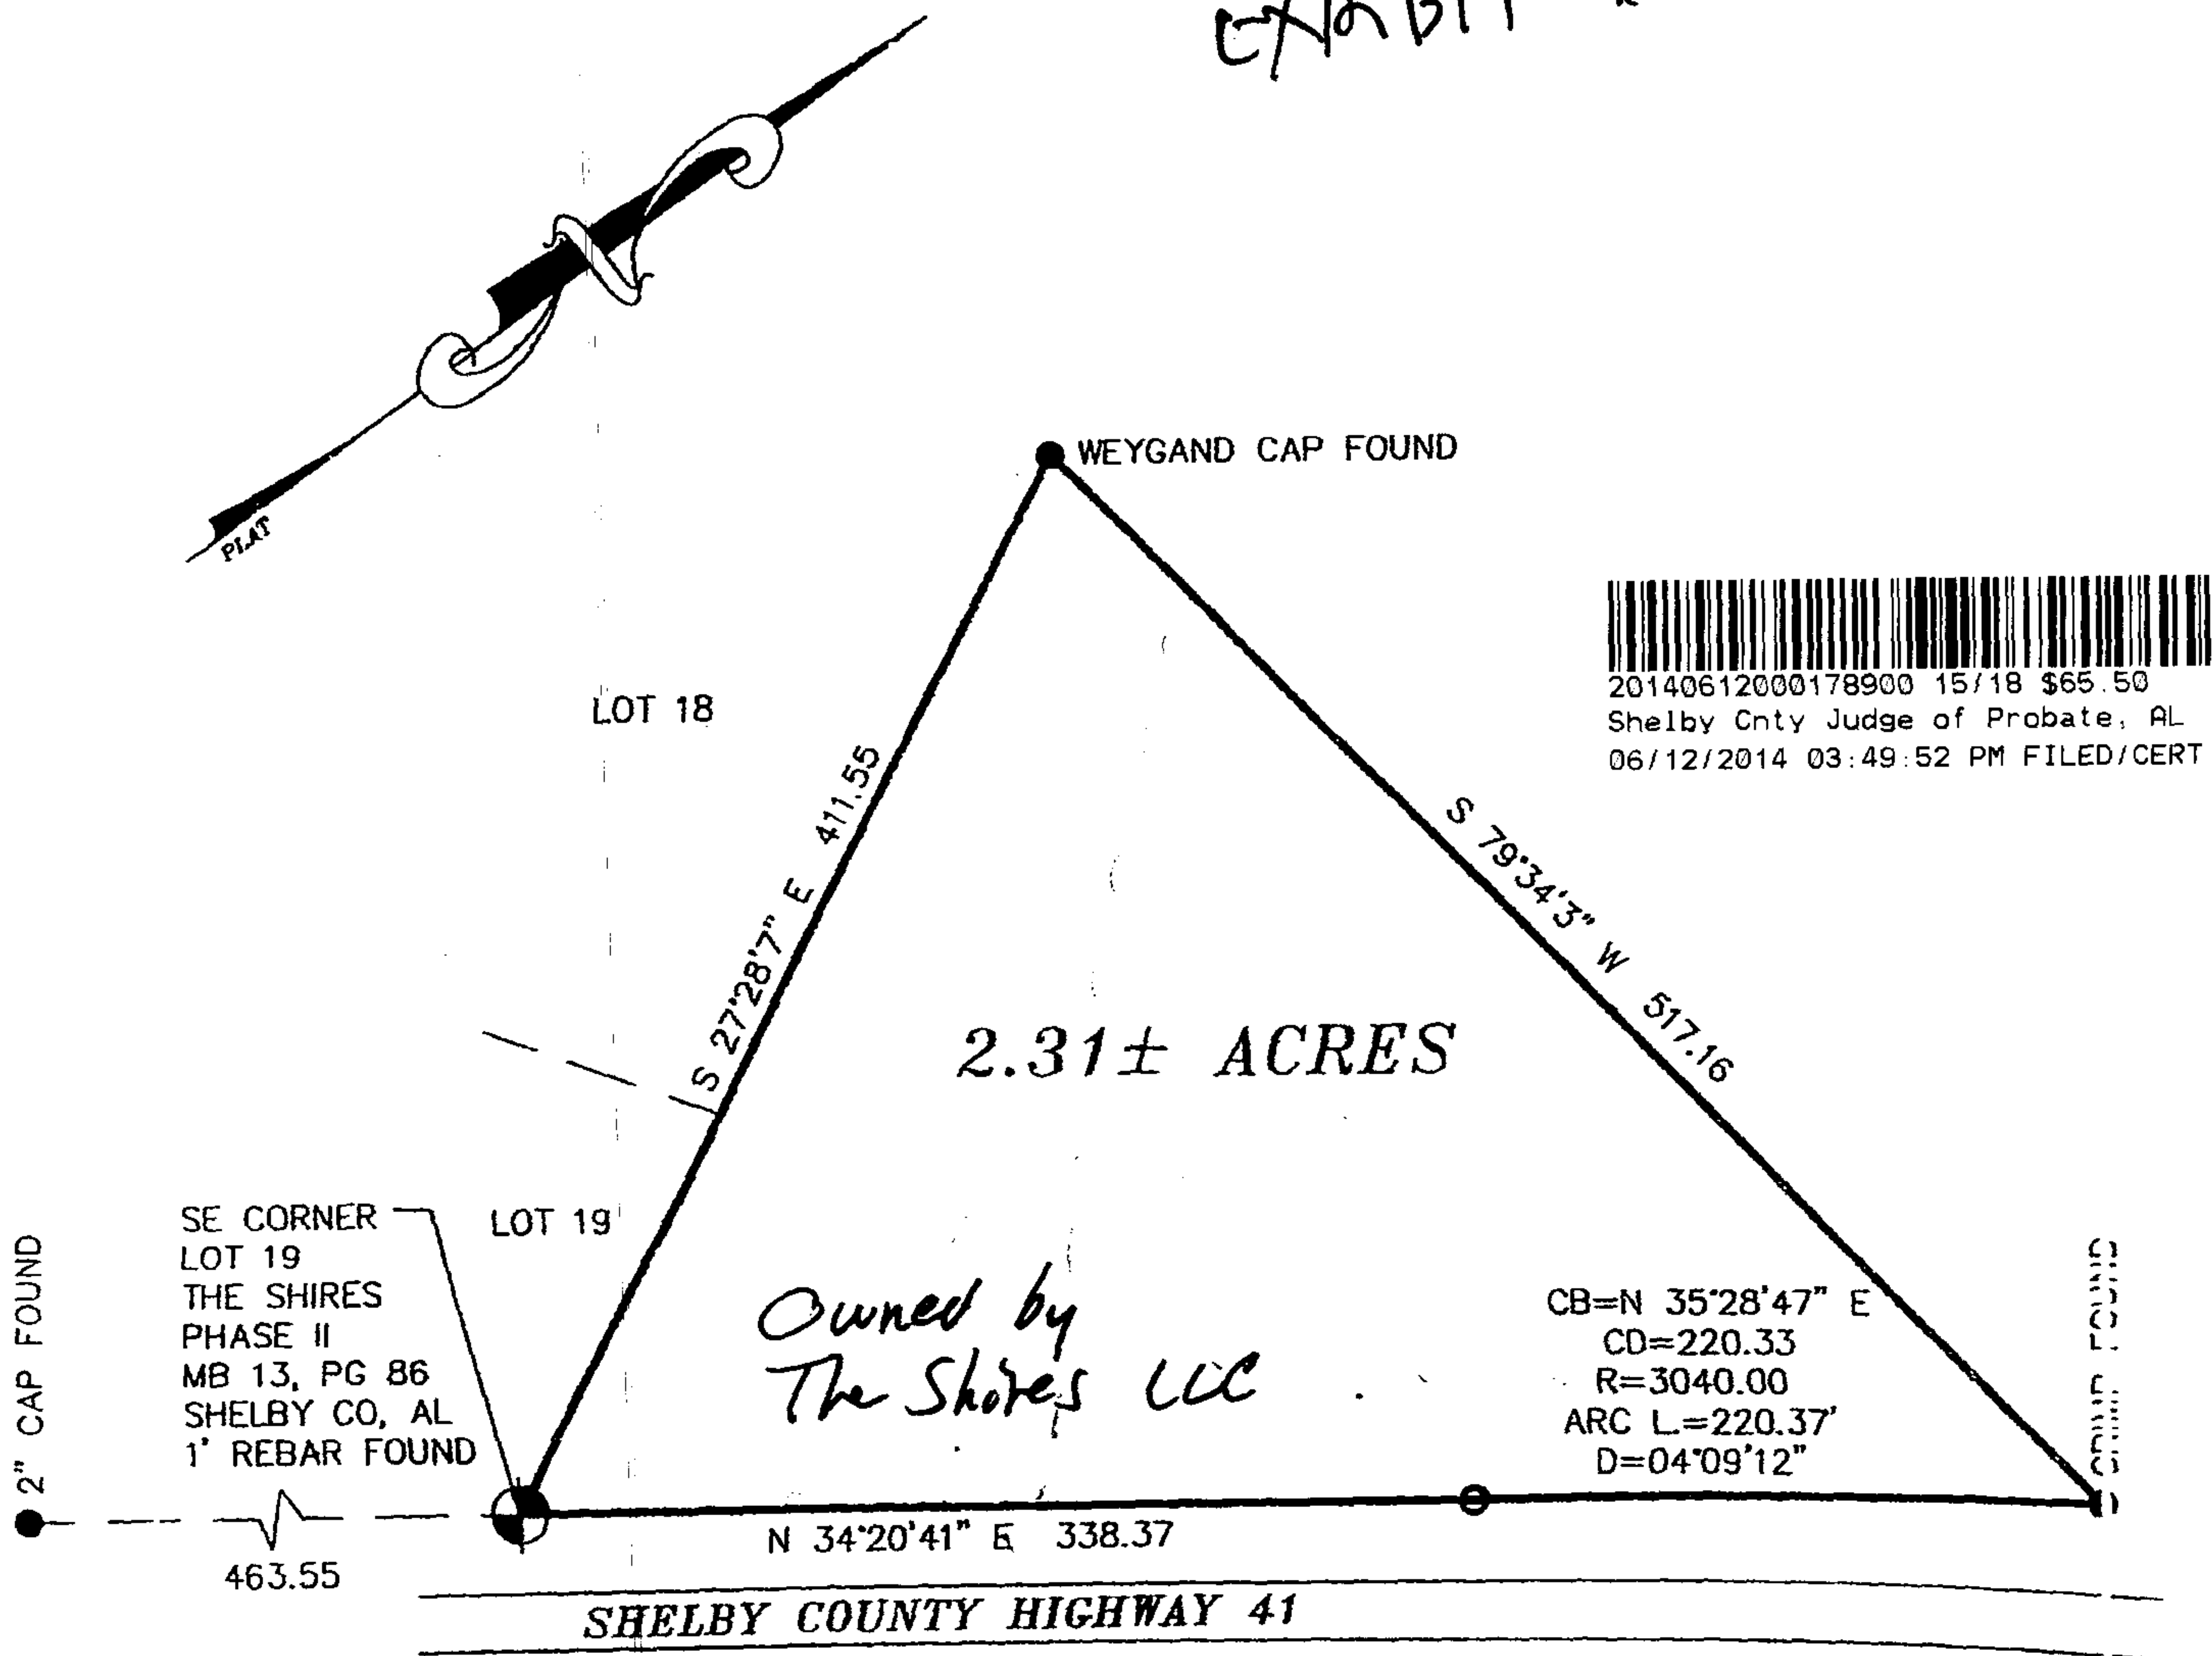 EXHIBIT
PLAT
WEYGAND CAP FOUND
20140612000178900 15/18 $65.50
Shelby Cnty Judge of Probate, AL
06/12/2014 03:49:52 PM FILED/CERT
LOT 18
S 27°28'7" E 411.55
S 79°34'3" W 517.16
2.31± ACRES
2" CAP FOUND
SE CORNER
LOT 19
THE SHIRES
PHASE II
MB 13, PG 86
SHELBY CO, AL
1' REBAR FOUND
LOT 19
Owned by
The Shires LLC
CB=N 35°28'47" E
CD=220.33
R=3040.00
ARC L.=220.37'
D=04°09'12"
N 34°20'41" E 338.37
463.55
SHELBY COUNTY HIGHWAY 41